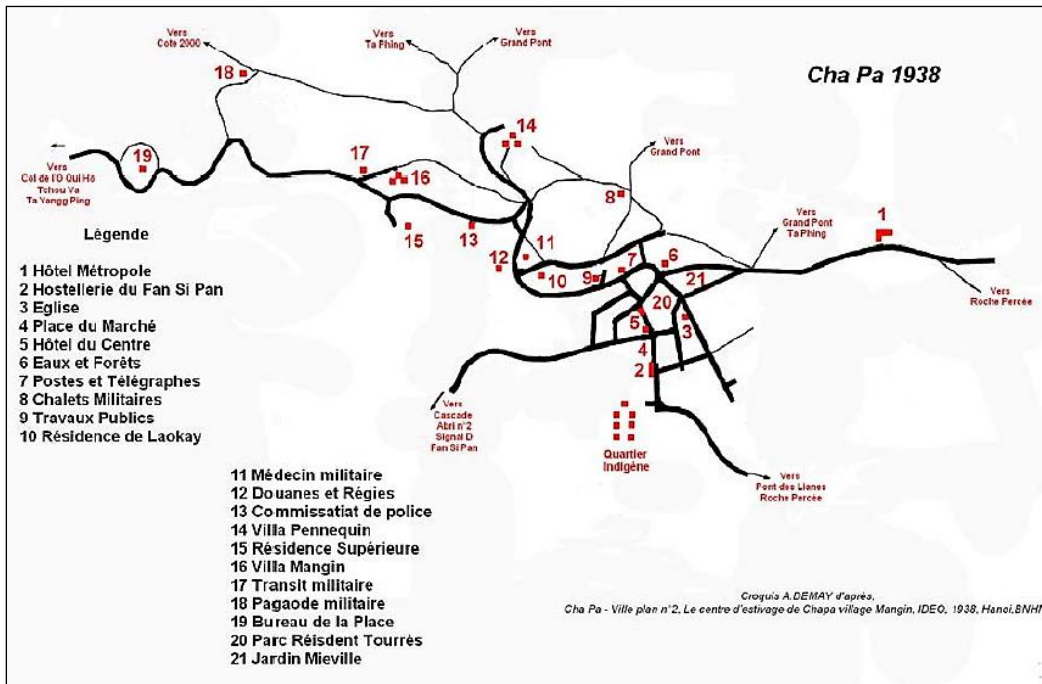 Cha Pa 1938
Vers
Cote 2000
Vers
Ta Phing
Vers
Grand Pont
18
14
17
16
19
Vers
Col de l'O Qui Hô
Tchou Va
Ta Yangg Ping
15
13
8
Vers
Grand Pont
Vers
Grand Pont
Ta Phing
1
11
12
10
9
7
6
21
20
5
3
4
2
Vers
Roche Percée
Vers
Cascade
Abri n°2
Signal D
Fan Si Pan
Quartier
Indigène
Vers
Pont des Lianes
Roche Percée
Légende
1 Hôtel Métropole
2 Hostellerie du Fan Si Pan
3 Eglise
4 Place du Marché
5 Hôtel du Centre
6 Eaux et Forêts
7 Postes et Télégraphes
8 Chalets Militaires
9 Travaux Publics
10 Résidence de Laokay
11 Médecin militaire
12 Douanes et Régies
13 Commissatiat de police
14 Villa Pennequin
15 Résidence Supérieure
16 Villa Mangin
17 Transit militaire
18 Pagaode militaire
19 Bureau de la Place
20 Parc Réisdent Tourrès
21 Jardin Mieville
Croquis A.DEMAY d'après,
Cha Pa - Ville plan n°2, Le centre d'estivage de Chapa village Mangin, IDEO, 1938, Hanoi,BNHN